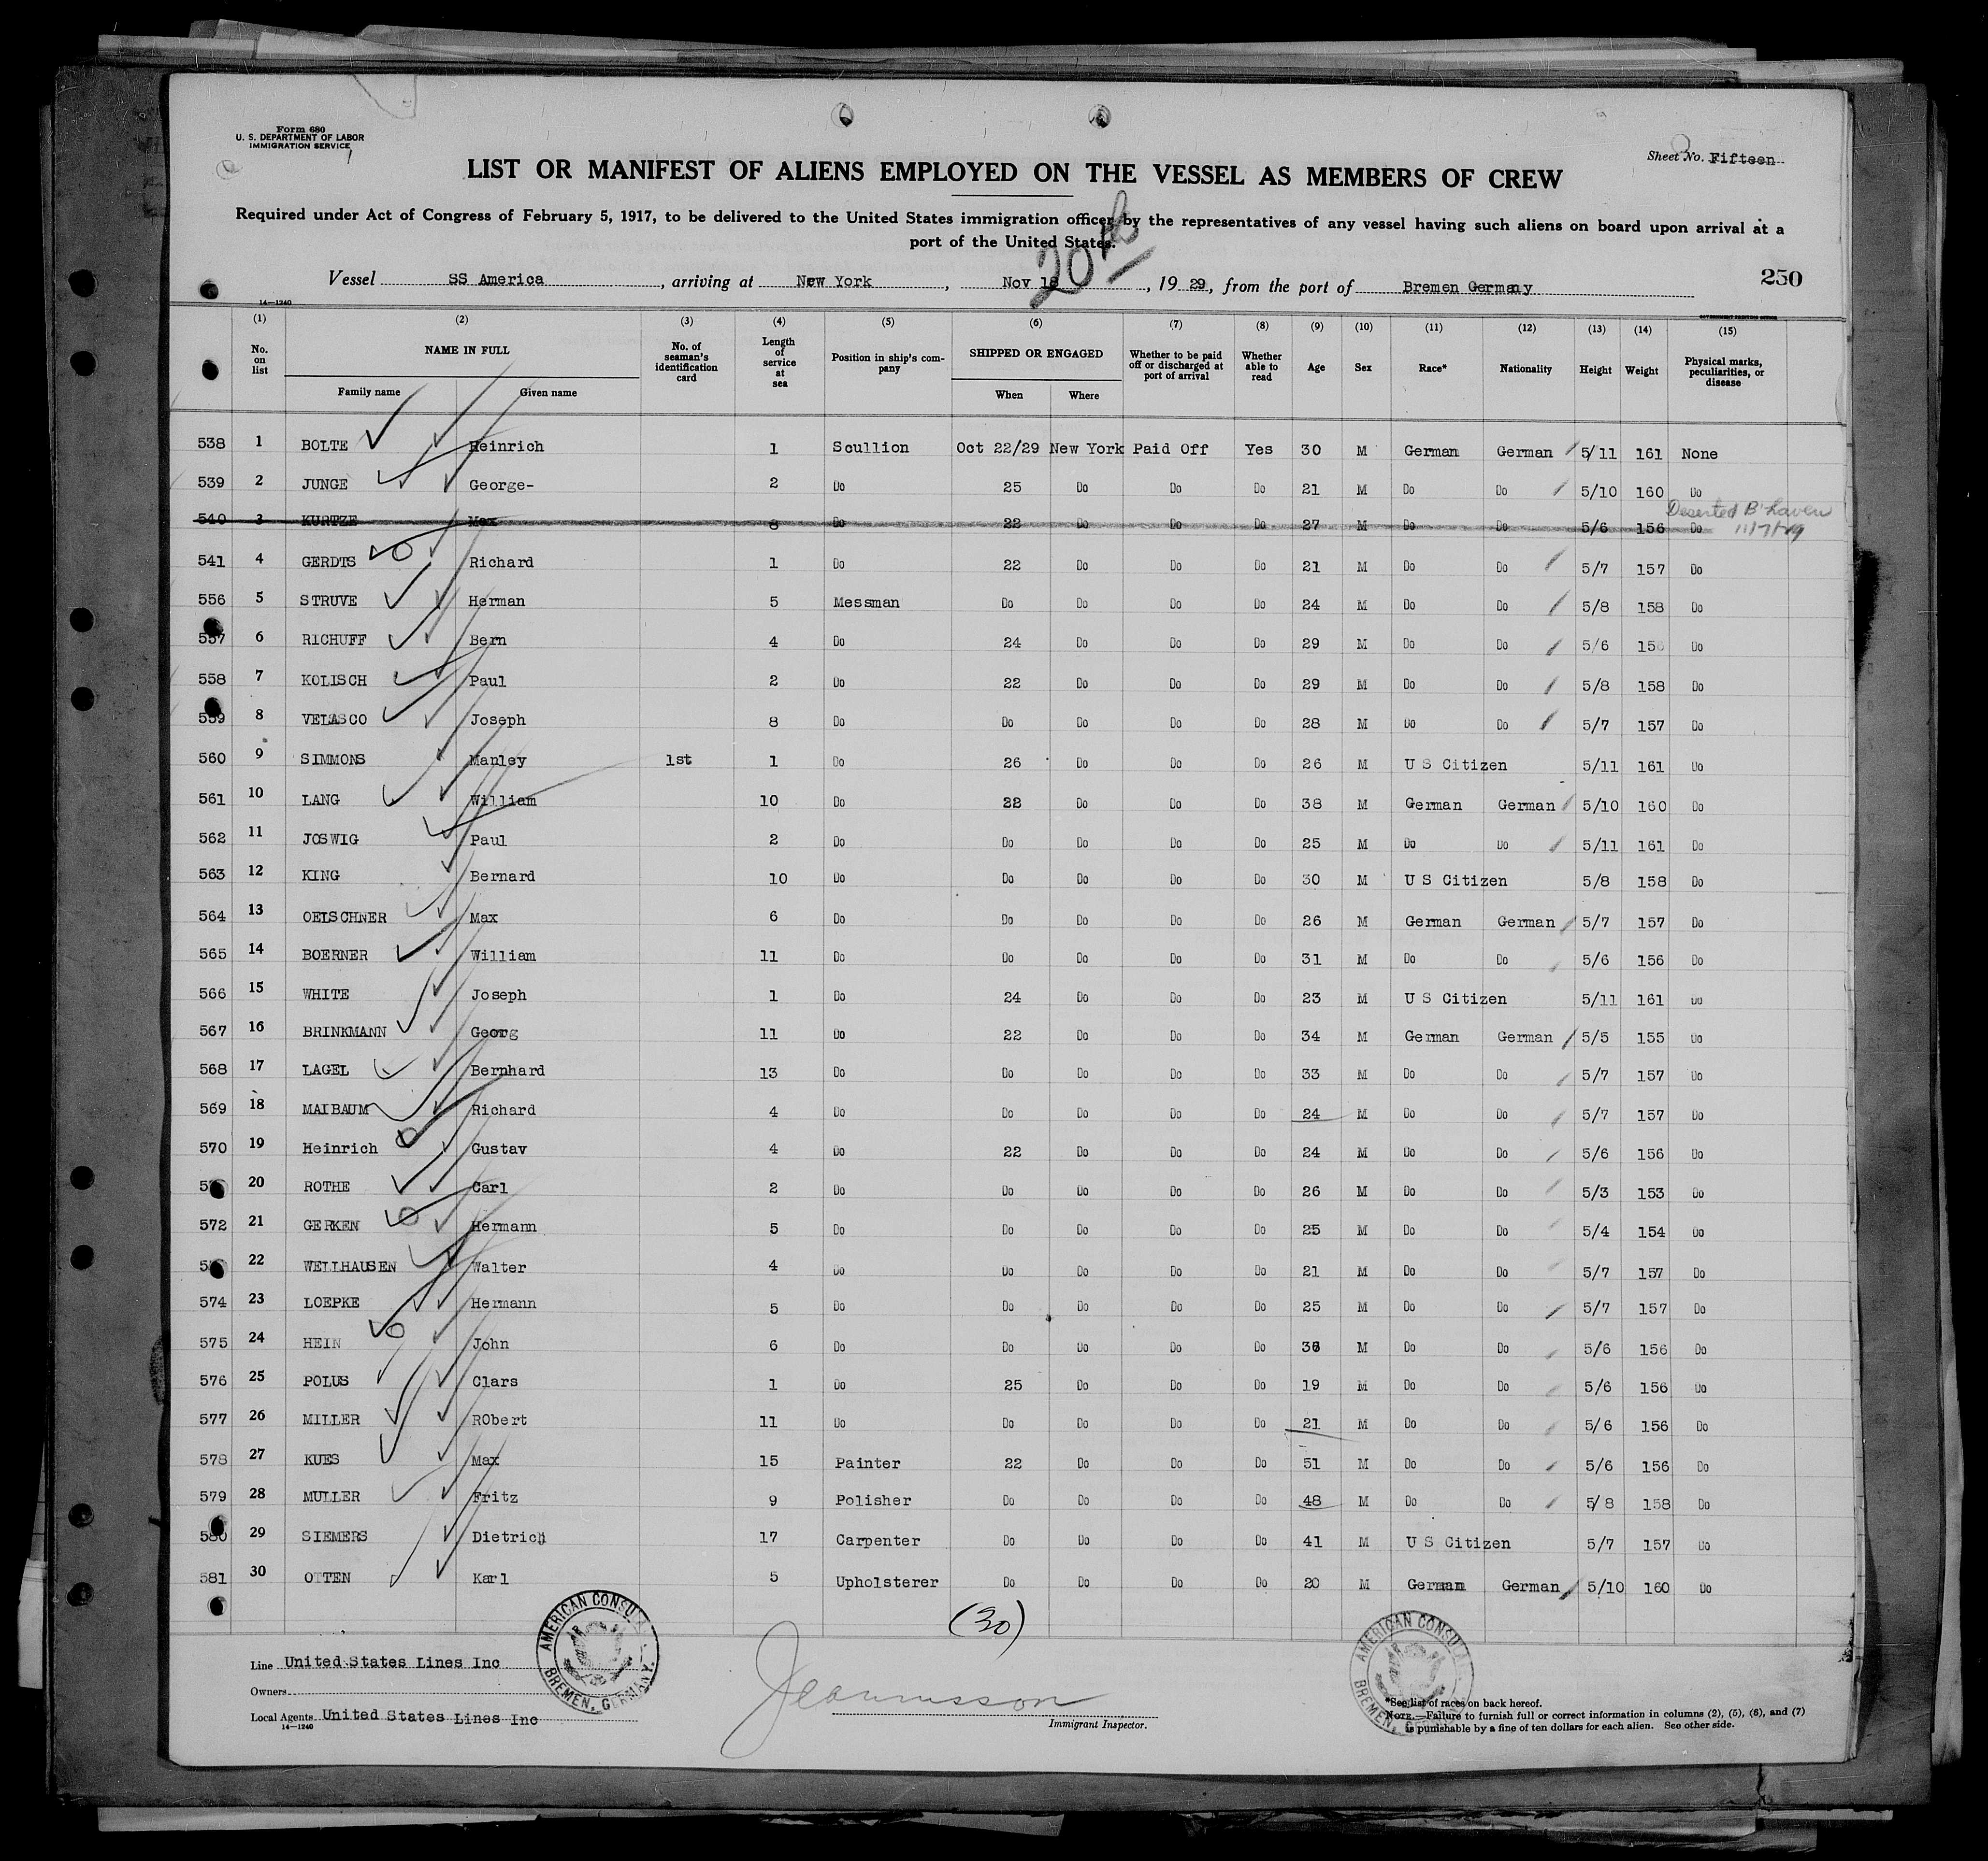 Form 680
U. S. DEPARTMENT OF LABOR
IMMIGRATION SERVICE
Sheet No. Fifteen
LIST OR MANIFEST OF ALIENS EMPLOYED ON THE VESSEL AS MEMBERS OF CREW
Required under Act of Congress of February 5, 1917, to be delivered to the United States immigration officer by the representatives of any vessel having such aliens on board upon arrival at a
port of the United States.
20th
Vessel SS America, arriving at New York, Nov 18, 1929, from the port of Bremen Germany
250
14—1240
(1) (2) (3) (4) (5) (6) (7) (8) (9) (10) (11) (12) (13) (14) (15)
No. on list NAME IN FULL No. of seaman's identification card Length of service at sea Position in ship's company SHIPPED OR ENGAGED Whether to be paid off or discharged at port of arrival Whether able to read Age Sex Race* Nationality Height Weight Physical marks, peculiarities, or disease
Family name Given name When Where
538 1 BOLTE Heinrich 1 Scullion Oct 22/29 New York Paid Off Yes 30 M German German 5/11 161 None
539 2 JUNGE George- 2 Do 25 Do Do Do 21 M Do Do 5/10 160 Do
540 3 KURTZE Max 8 Do 22 Do Do Do 27 M Do Do 5/6 156 Do Deserted B'haven
541 4 GERDTS Richard 1 Do 22 Do Do Do 21 M Do Do 5/7 157 Do
556 5 STRUVE Herman 5 Messman Do Do Do Do 24 M Do Do 5/8 158 Do
557 6 RICHUFF Bern 4 Do 24 Do Do Do 29 M Do Do 5/6 156 Do
558 7 KOLISCH Paul 2 Do 22 Do Do Do 29 M Do Do 5/8 158 Do
559 8 VELASCO Joseph 8 Do Do Do Do Do 28 M Do Do 5/7 157 Do
560 9 SIMMONS Manley 1st 1 Do 26 Do Do Do 26 M U S Citizen 5/11 161 Do
561 10 LANG William 10 Do 22 Do Do Do 38 M German German 5/10 160 Do
562 11 JOSWIG Paul 2 Do Do Do Do Do 25 M Do Do 5/11 161 Do
563 12 KING Bernard 10 Do Do Do Do Do 30 M U S Citizen 5/8 158 Do
564 13 OELSCHNER Max 6 Do Do Do Do Do 26 M German German 5/7 157 Do
565 14 BOERNER William 11 Do Do Do Do Do 31 M Do Do 5/6 156 Do
566 15 WHITE Joseph 1 Do 24 Do Do Do 23 M U S Citizen 5/11 161 Do
567 16 BRINKMANN Georg 11 Do 22 Do Do Do 34 M German German 5/5 155 Do
568 17 LAGEL Bernhard 13 Do Do Do Do Do 33 M Do Do 5/7 157 Do
569 18 MAIBAUM Richard 4 Do Do Do Do Do 24 M Do Do 5/7 157 Do
570 19 Heinrich Gustav 4 Do 22 Do Do Do 24 M Do Do 5/6 156 Do
20 ROTHE Carl 2 Do Do Do Do Do 26 M Do Do 5/3 153 Do
572 21 GERKEN Hermann 5 Do Do Do Do Do 25 M Do Do 5/4 154 Do
22 WELLHAUSEN Walter 4 Do Do Do Do Do 21 M Do Do 5/7 157 Do
574 23 LOEPKE Hermann 5 Do Do Do Do Do 25 M Do Do 5/7 157 Do
575 24 HEIN John 6 Do Do Do Do Do M Do Do 5/6 156 Do
576 25 POLUS Clars 1 Do 25 Do Do Do 19 M Do Do 5/6 156 Do
577 26 MILLER RObert 11 Do Do Do Do Do 21 M Do Do 5/6 156 Do
578 27 KUES Max 15 Painter 22 Do Do Do 51 M Do Do 5/6 156 Do
579 28 MULLER Fritz 9 Polisher Do Do Do Do 48 M Do Do 5/8 158 Do
580 29 SIEMERS Dietrich 17 Carpenter Do Do Do Do 41 M U S Citizen 5/7 157 Do
581 30 OTTEN Karl 5 Upholsterer Do Do Do Do 20 M German German 5/10 160 Do
(30)
Line United States Lines Inc
Owners
Local Agents United States Lines Inc
14—1240
AMERICAN CONSUL
BREMEN, GERMANY.
Immigrant Inspector.
AMERICAN CONSUL
BREMEN, GERMANY
*See list of races on back hereof.
NOTE.—Failure to furnish full or correct information in columns (2), (5), (6), and (7)
is punishable by a fine of ten dollars for each alien. See other side.